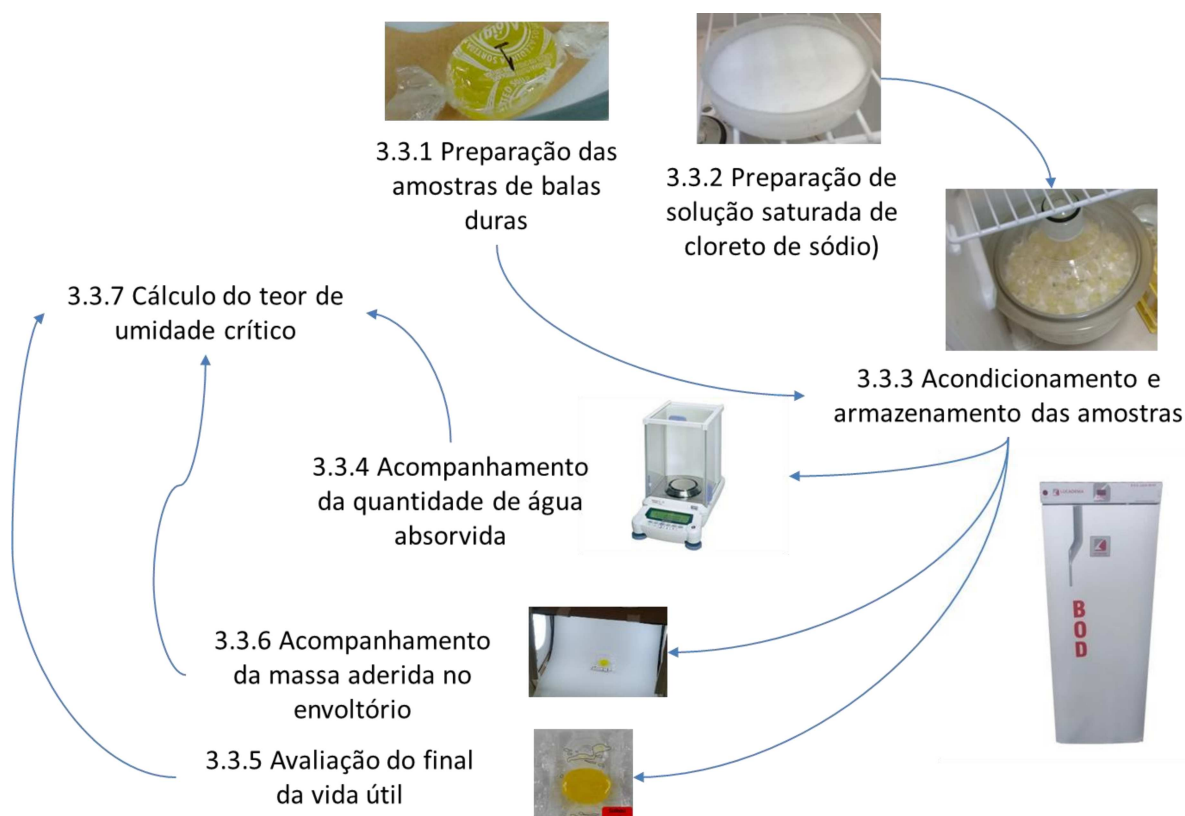 3.3.1 Preparação das
amostras de balas
duras
3.3.2 Preparação de
solução saturada de
cloreto de sódio)
3.3.7 Cálculo do teor de
umidade crítico
3.3.3 Acondicionamento e
armazenamento das amostras
3.3.4 Acompanhamento
da quantidade de água
absorvida
BOD
3.3.6 Acompanhamento
da massa aderida no
envoltório
3.3.5 Avaliação do final
da vida útil